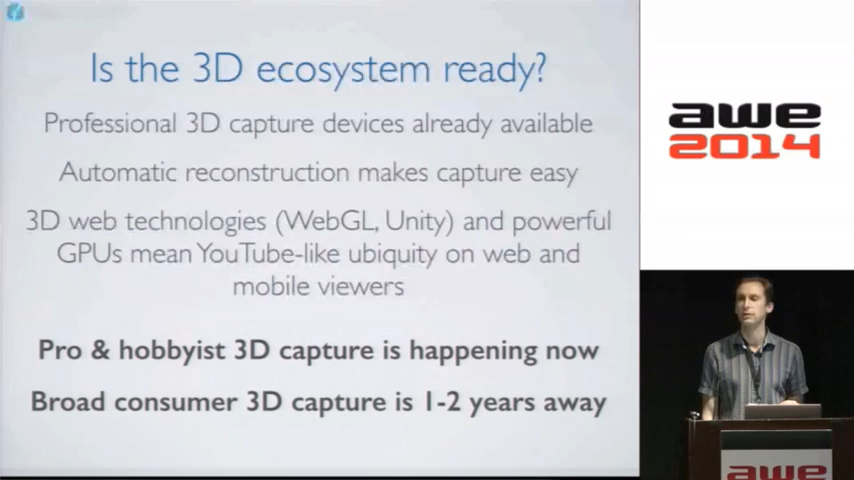 Is the 3D ecosystem ready?
Professional 3D capture devices already available
Automatic reconstruction makes capture easy
3D web technologies (WebGL, Unity) and powerful
GPUs mean YouTube-like ubiquity on web and
mobile viewers
Pro & hobbyist 3D capture is happening now
Broad consumer 3D capture is 1-2 years away
awe
2014
awe